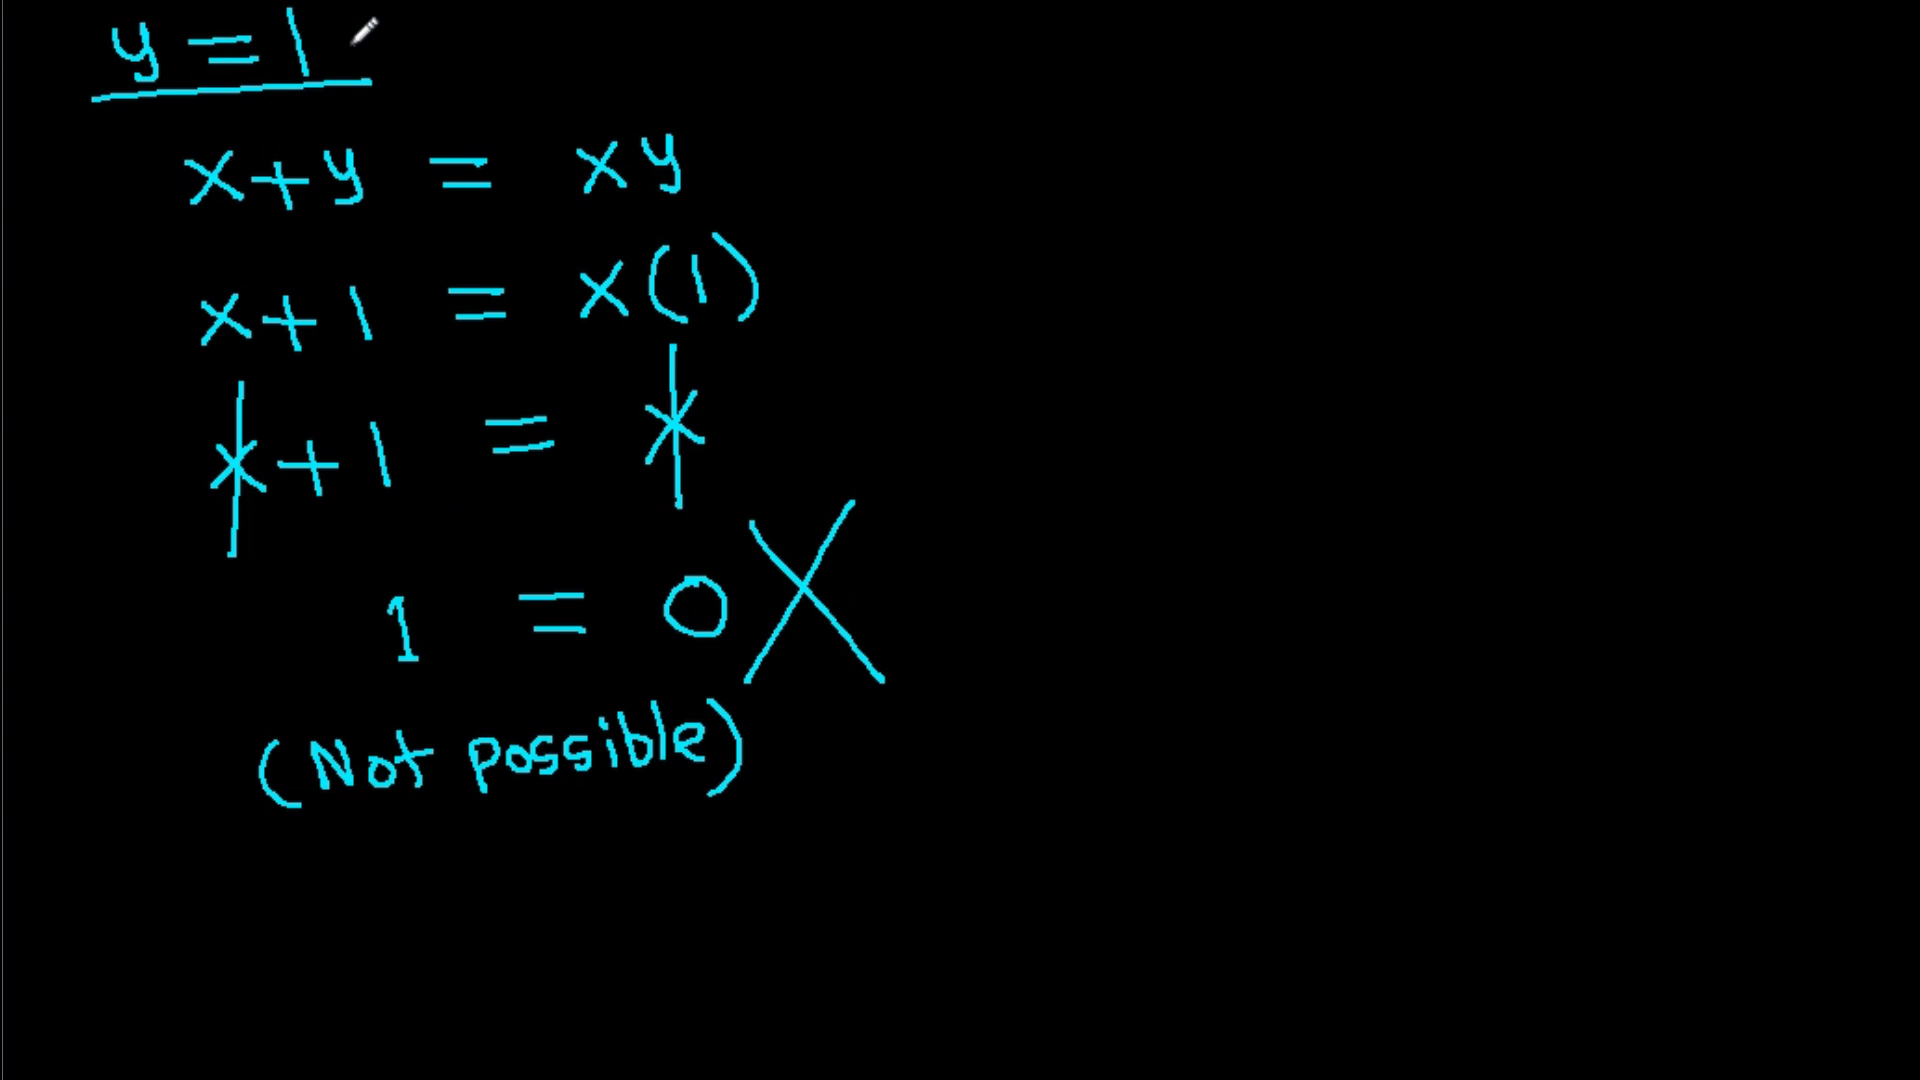 y = 1
x + y = xy
x + 1 = x(1)
x + 1 = x
1 = 0 X
(Not possible)